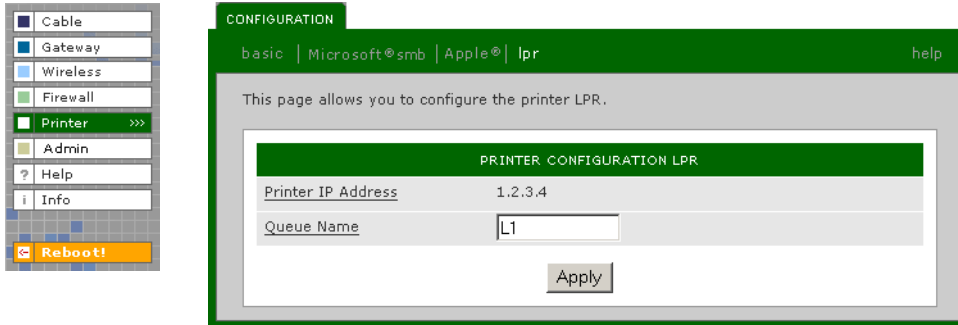 Cable
Gateway
Wireless
Firewall
Printer >>>
Admin
? Help
i Info
Reboot!
CONFIGURATION
basic | Microsoft®smb | Apple® | lpr help
This page allows you to configure the printer LPR.
PRINTER CONFIGURATION LPR
Printer IP Address 1.2.3.4
Queue Name L1
Apply